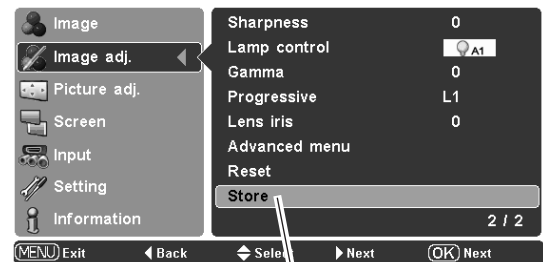 Image
Image adj.
Picture adj.
Screen
Input
Setting
Information
Sharpness 0
Lamp control A1
Gamma 0
Progressive L1
Lens iris 0
Advanced menu
Reset
Store
2 / 2
MENU Exit Back Select Next OK Next